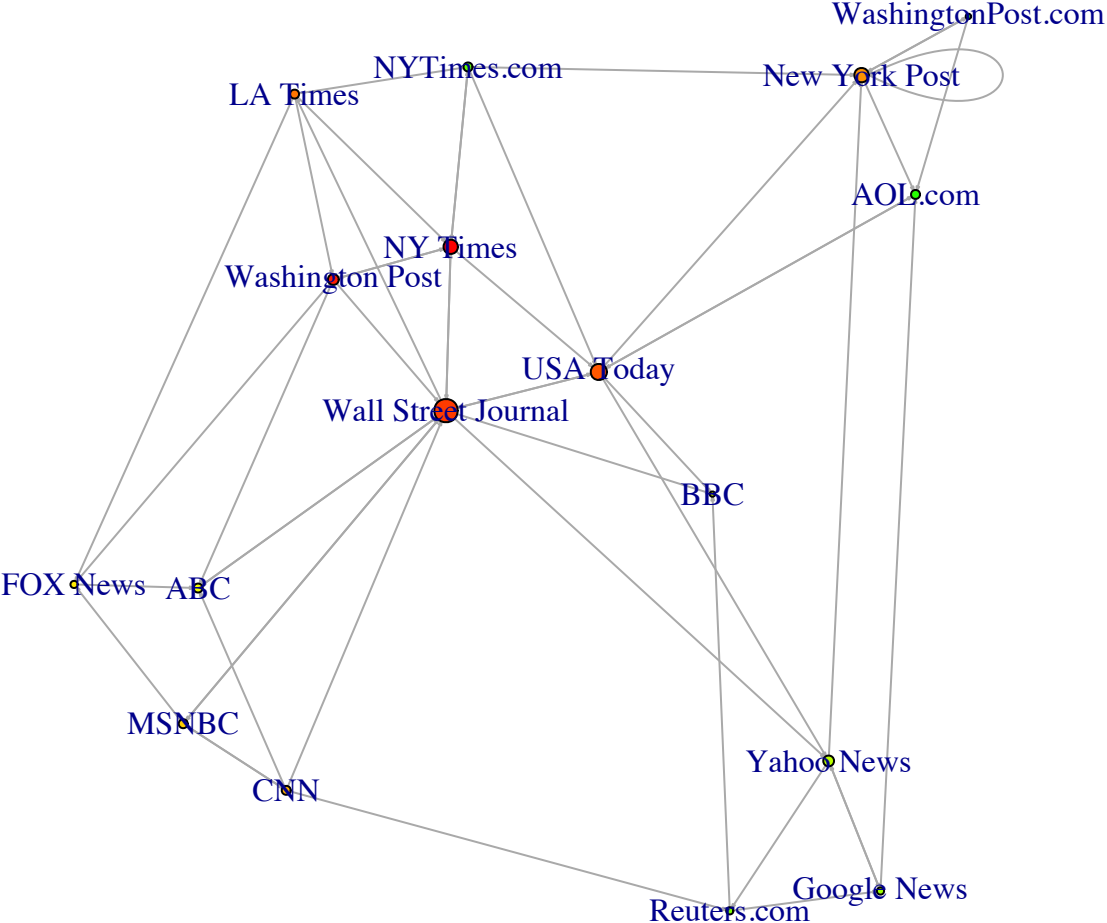 WashingtonPost.com
NYTimes.com
New York Post
LA Times
AOL.com
NY Times
Washington Post
USA Today
Wall Street Journal
BBC
FOX News
ABC
MSNBC
Yahoo News
CNN
Google News
Reuters.com